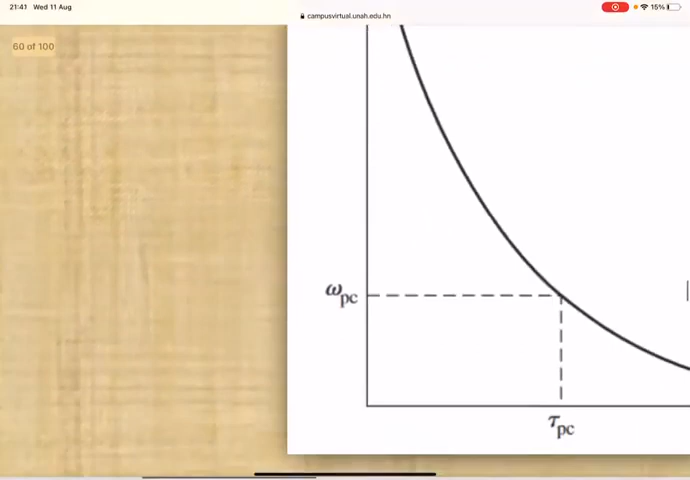 21:41 Wed 11 Aug
campusvirtual.unah.edu.hn
15%
60 of 100
ωpc
τpc